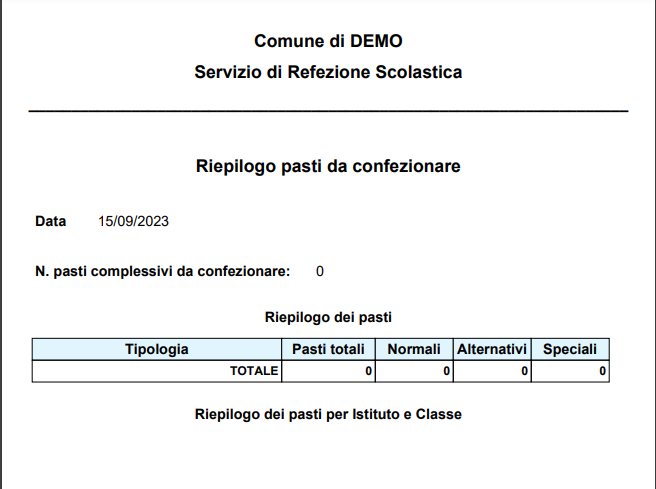 Comune di DEMO
Servizio di Refezione Scolastica
Riepilogo pasti da confezionare
Data 15/09/2023
N. pasti complessivi da confezionare: 0
Riepilogo dei pasti
Tipologia Pasti totali Normali Alternativi Speciali
TOTALE 0 0 0 0
Riepilogo dei pasti per Istituto e Classe